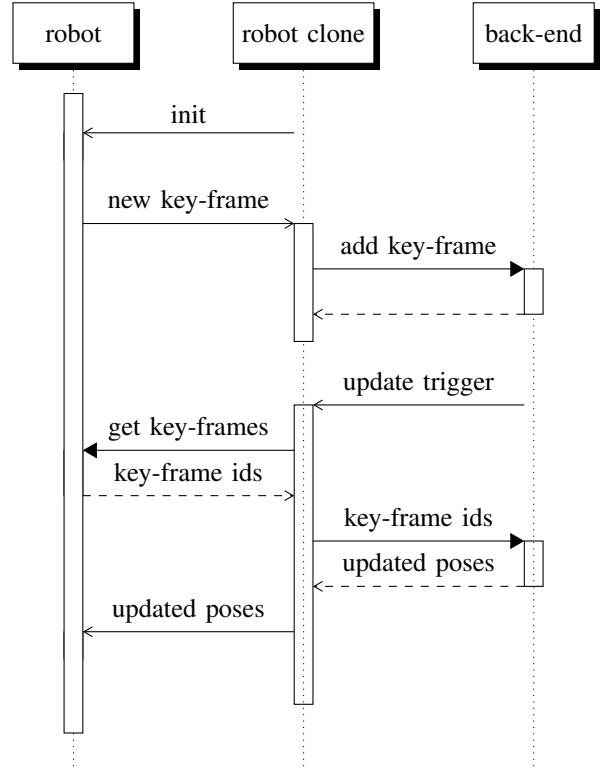 robot
robot clone
back-end
init
new key-frame
add key-frame
update trigger
get key-frames
key-frame ids
key-frame ids
updated poses
updated poses